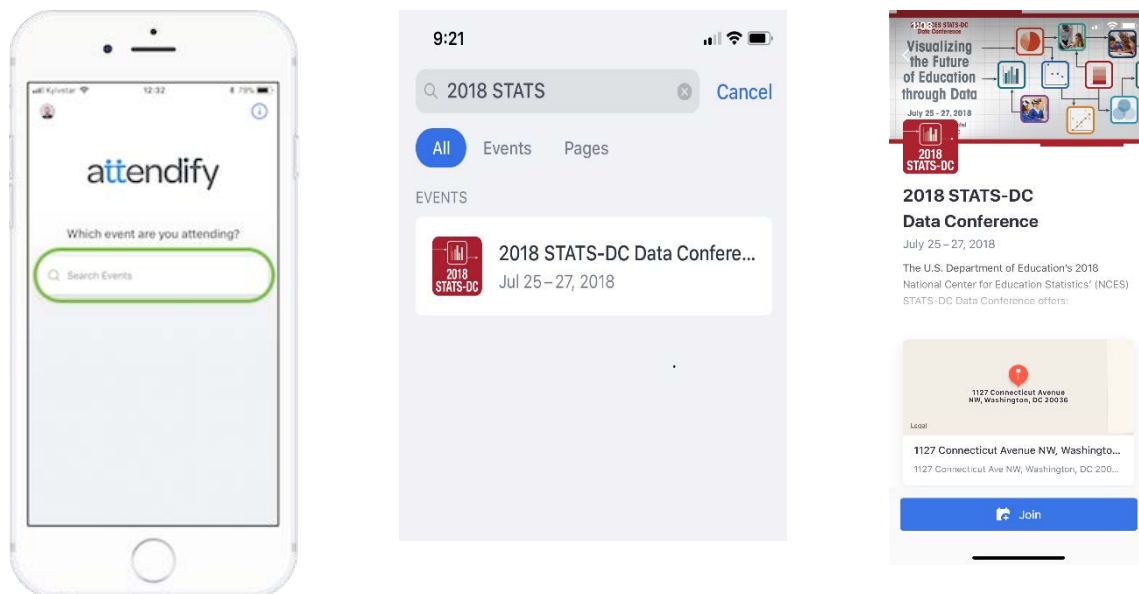 Kyivstar 12:32 79%
attendify
Which event are you attending?
Search Events
9:21
2018 STATS
Cancel
All Events Pages
EVENTS
2018 STATS-DC Data Confere...
Jul 25 – 27, 2018
2018
STATS-DC
STATS-DC
Data Conference
Visualizing
the Future
of Education
through Data
July 25 - 27, 2018
2018
STATS-DC
2018 STATS-DC
Data Conference
July 25 – 27, 2018
The U.S. Department of Education's 2018
National Center for Education Statistics' (NCES)
STATS-DC Data Conference offers:
1127 Connecticut Avenue
NW, Washington, DC 20036
Legal
1127 Connecticut Avenue NW, Washingto...
1127 Connecticut Ave NW, Washington, DC 200...
Join